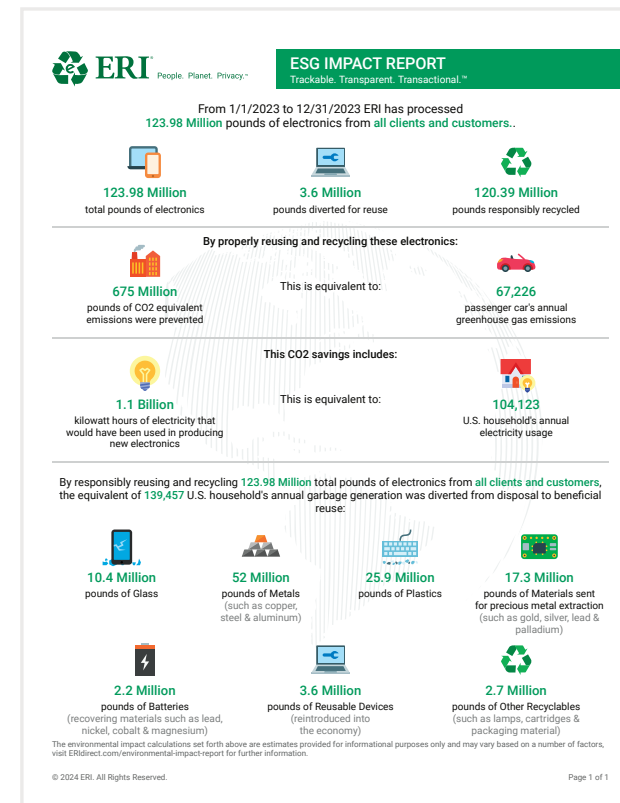 ERI® People. Planet. Privacy.™
ESG IMPACT REPORT
Trackable. Transparent. Transactional.™
From 1/1/2023 to 12/31/2023 ERI has processed
123.98 Million pounds of electronics from all clients and customers..
123.98 Million
total pounds of electronics
3.6 Million
pounds diverted for reuse
120.39 Million
pounds responsibly recycled
By properly reusing and recycling these electronics:
675 Million
pounds of CO2 equivalent
emissions were prevented
This is equivalent to:
67,226
passenger car's annual
greenhouse gas emissions
This CO2 savings includes:
1.1 Billion
kilowatt hours of electricity that
would have been used in producing
new electronics
This is equivalent to:
104,123
U.S. household's annual
electricity usage
By responsibly reusing and recycling 123.98 Million total pounds of electronics from all clients and customers,
the equivalent of 139,457 U.S. household's annual garbage generation was diverted from disposal to beneficial
reuse:
10.4 Million
pounds of Glass
52 Million
pounds of Metals
(such as copper,
steel & aluminum)
25.9 Million
pounds of Plastics
17.3 Million
pounds of Materials sent
for precious metal extraction
(such as gold, silver, lead &
palladium)
2.2 Million
pounds of Batteries
(recovering materials such as lead,
nickel, cobalt & magnesium)
3.6 Million
pounds of Reusable Devices
(reintroduced into
the economy)
2.7 Million
pounds of Other Recyclables
(such as lamps, cartridges &
packaging material)
The environmental impact calculations set forth above are estimates provided for informational purposes only and may vary based on a number of factors,
visit ERIdirect.com/environmental-impact-report for further information.
© 2024 ERI. All Rights Reserved.
Page 1 of 1